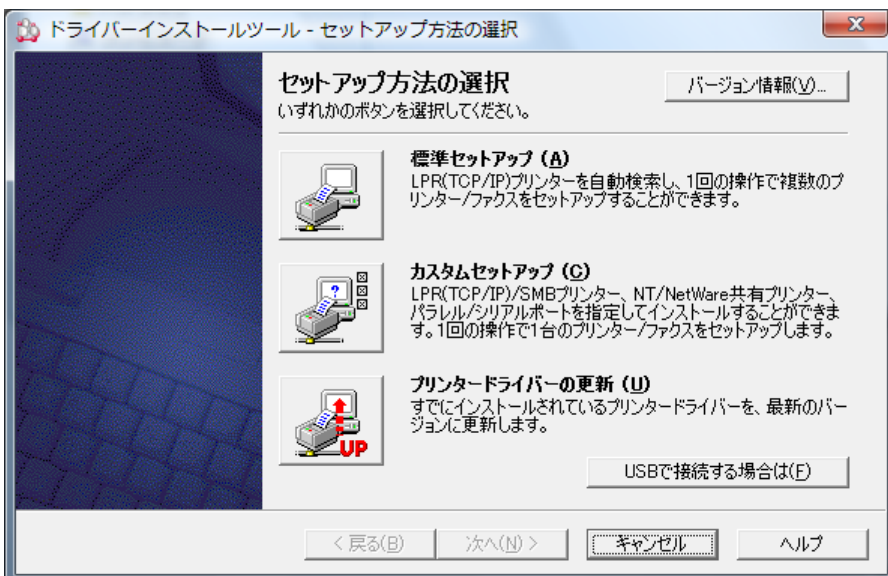 ドライバーインストールツール - セットアップ方法の選択
セットアップ方法の選択
バージョン情報(V)...
いずれかのボタンを選択してください。
標準セットアップ (A)
LPR(TCP/IP)プリンターを自動検索し、1回の操作で複数のプ
リンター/ファクスをセットアップすることができます。
カスタムセットアップ (C)
LPR(TCP/IP)/SMBプリンター、NT/NetWare共有プリンター、
パラレル/シリアルポートを指定してインストールすることができま
す。1回の操作で1台のプリンター/ファクスをセットアップします。
プリンタードライバーの更新 (U)
すでにインストールされているプリンタードライバーを、最新のバー
ジョンに更新します。
UP
USBで接続する場合は(F)
< 戻る(B)
次へ(N) >
キャンセル
ヘルプ